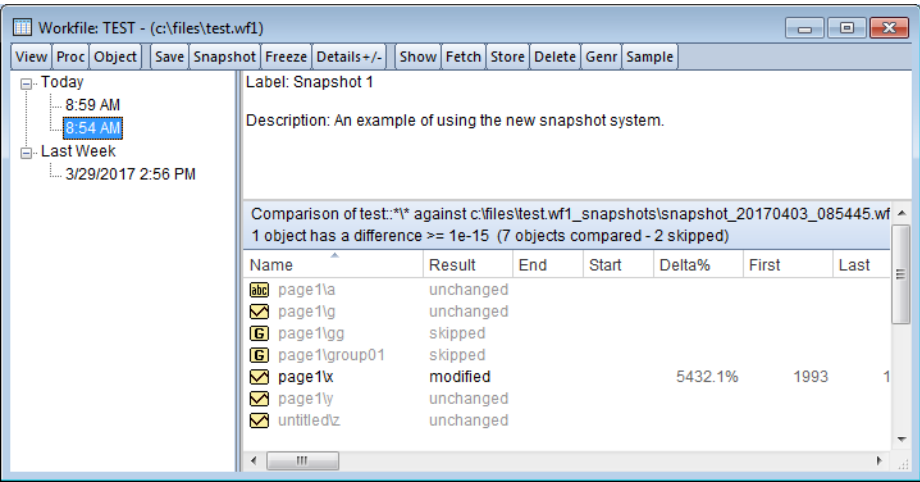 Workfile: TEST - (c:\files\test.wf1)
View Proc Object Save Snapshot Freeze Details+/- Show Fetch Store Delete Genr Sample
Today
8:59 AM
8:54 AM
Last Week
3/29/2017 2:56 PM
Label: Snapshot 1
Description: An example of using the new snapshot system.
Comparison of test::*\* against c:\files\test.wf1_snapshots\snapshot_20170403_085445.wf
1 object has a difference >= 1e-15 (7 objects compared - 2 skipped)
Name Result End Start Delta% First Last
abc page1\a unchanged
page1\g unchanged
G page1\gg skipped
G page1\group01 skipped
page1\x modified 5432.1% 1993 1
page1\y unchanged
untitled\z unchanged